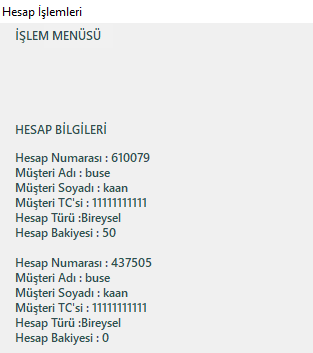 Hesap İşlemleri
İŞLEM MENÜSÜ
HESAP BİLGİLERİ
Hesap Numarası : 610079
Müşteri Adı : buse
Müşteri Soyadı : kaan
Müşteri TC'si : 11111111111
Hesap Türü :Bireysel
Hesap Bakiyesi : 50
Hesap Numarası : 437505
Müşteri Adı : buse
Müşteri Soyadı : kaan
Müşteri TC'si : 11111111111
Hesap Türü :Bireysel
Hesap Bakiyesi : 0